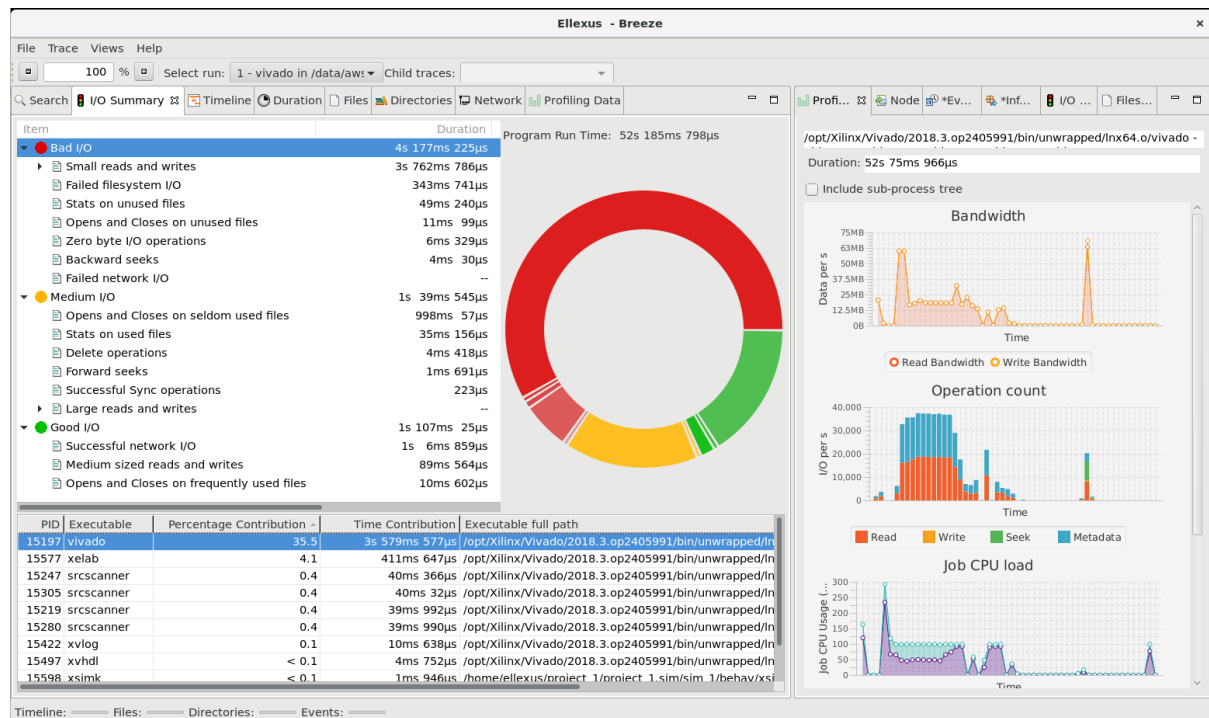 Ellexus - Breeze
×
File Trace Views Help
100 % Select run: 1 - vivado in /data/aws Child traces:
Search I/O Summary Timeline Duration Files Directories Network Profiling Data
Item Duration
Bad I/O 4s 177ms 225µs
Small reads and writes 3s 762ms 786µs
Failed filesystem I/O 343ms 741µs
Stats on unused files 49ms 240µs
Opens and Closes on unused files 11ms 99µs
Zero byte I/O operations 6ms 329µs
Backward seeks 4ms 30µs
Failed network I/O --
Medium I/O 1s 39ms 545µs
Opens and Closes on seldom used files 998ms 57µs
Stats on used files 35ms 156µs
Delete operations 4ms 418µs
Forward seeks 1ms 691µs
Successful Sync operations 223µs
Large reads and writes --
Good I/O 1s 107ms 25µs
Successful network I/O 1s 6ms 859µs
Medium sized reads and writes 89ms 564µs
Opens and Closes on frequently used files 10ms 602µs
Program Run Time: 52s 185ms 798µs
PID Executable Percentage Contribution Time Contribution Executable full path
15197 vivado 35.5 3s 579ms 577µs /opt/Xilinx/Vivado/2018.3.op2405991/bin/unwrapped/ln
15577 xelab 4.1 411ms 647µs /opt/Xilinx/Vivado/2018.3.op2405991/bin/unwrapped/ln
15247 srcscanner 0.4 40ms 366µs /opt/Xilinx/Vivado/2018.3.op2405991/bin/unwrapped/ln
15305 srcscanner 0.4 40ms 32µs /opt/Xilinx/Vivado/2018.3.op2405991/bin/unwrapped/ln
15219 srcscanner 0.4 39ms 992µs /opt/Xilinx/Vivado/2018.3.op2405991/bin/unwrapped/ln
15280 srcscanner 0.4 39ms 990µs /opt/Xilinx/Vivado/2018.3.op2405991/bin/unwrapped/ln
15422 xvlog 0.1 10ms 638µs /opt/Xilinx/Vivado/2018.3.op2405991/bin/unwrapped/ln
15497 xvhdl < 0.1 4ms 752µs /opt/Xilinx/Vivado/2018.3.op2405991/bin/unwrapped/ln
15598 xsimk < 0.1 1ms 946µs /home/ellexus/project_1/project_1.sim/sim_1/behav/xsi
Timeline: Files: Directories: Events:
Profi... Node *Ev... *Inf... I/O ... Files...
/opt/Xilinx/Vivado/2018.3.op2405991/bin/unwrapped/lnx64.o/vivado -
Duration: 52s 75ms 966µs
Include sub-process tree
Bandwidth
Data per s
75MB
63MB
50MB
37.5MB
25MB
12.5MB
0B
Time
Read Bandwidth Write Bandwidth
Operation count
I/O per s
40,000
30,000
20,000
10,000
0
Time
Read Write Seek Metadata
Job CPU load
Job CPU Usage (...
300
250
200
150
100
50
0
Time